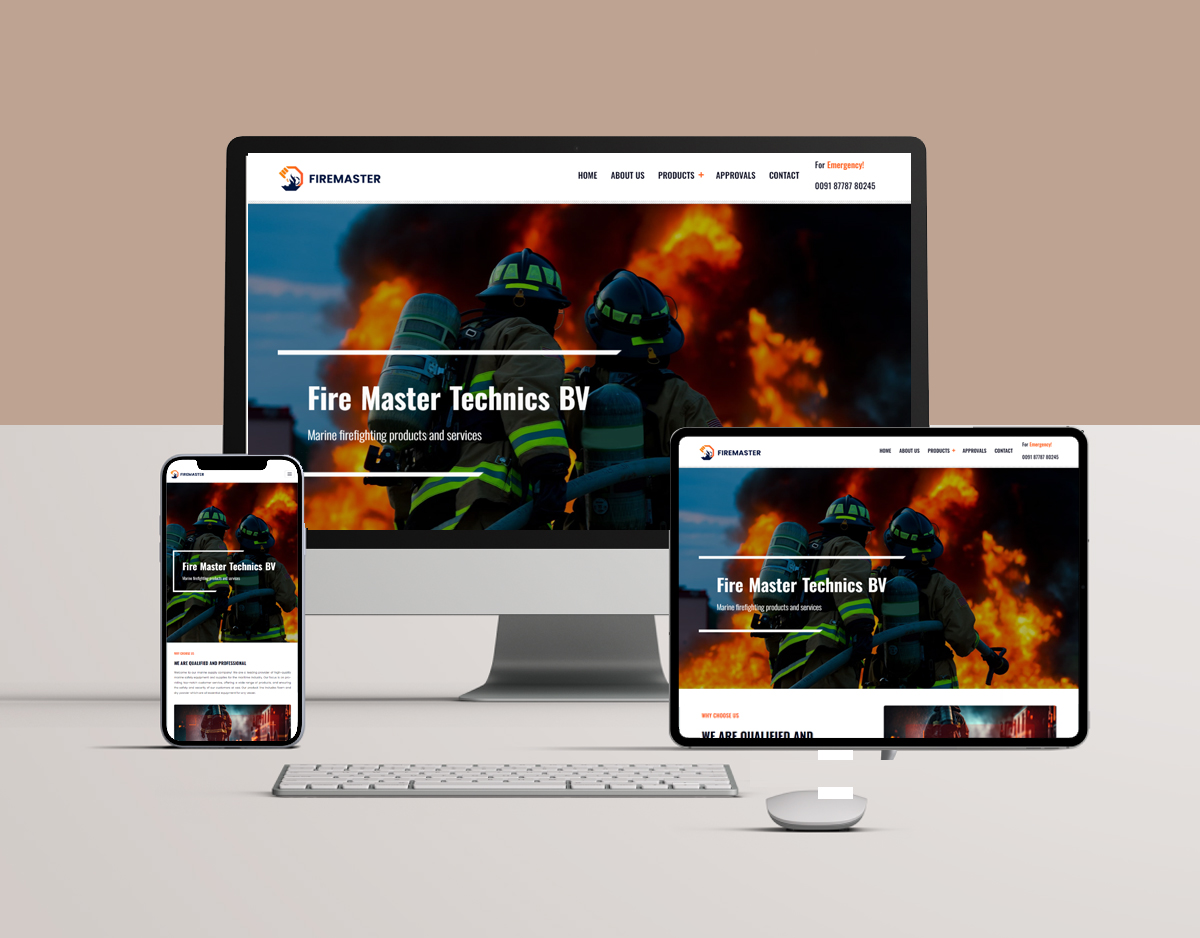 FIREMASTER
HOME ABOUT US PRODUCTS + APPROVALS CONTACT
For Emergency!
0091 87787 80245
Fire Master Technics BV
Marine firefighting products and services
FIREMASTER
Fire Master Technics BV
Marine firefighting products and services
WHY CHOOSE US
WE ARE QUALIFIED AND PROFESSIONAL
FIREMASTER
HOME ABOUT US PRODUCTS + APPROVALS CONTACT
For Emergency!
0091 87787 80245
Fire Master Technics BV
Marine firefighting products and services
WHY CHOOSE US
WE ARE QUALIFIED AND